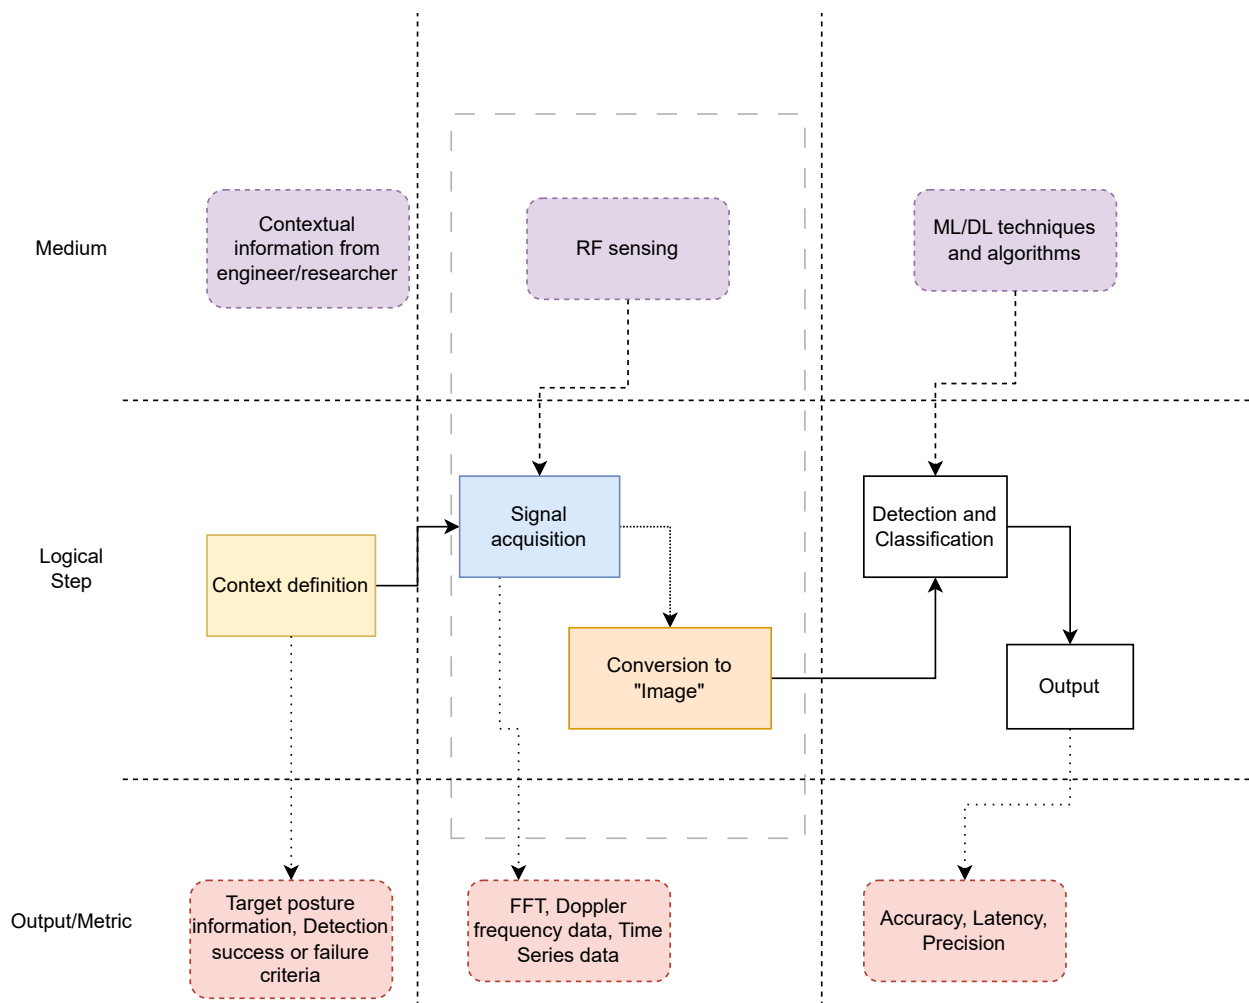 Medium
Contextual
information from
engineer/researcher
RF sensing
ML/DL techniques
and algorithms
Logical
Step
Context definition
Signal
acquisition
Conversion to
"Image"
Detection and
Classification
Output
Output/Metric
Target posture
information, Detection
success or failure
criteria
FFT, Doppler
frequency data, Time
Series data
Accuracy, Latency,
Precision